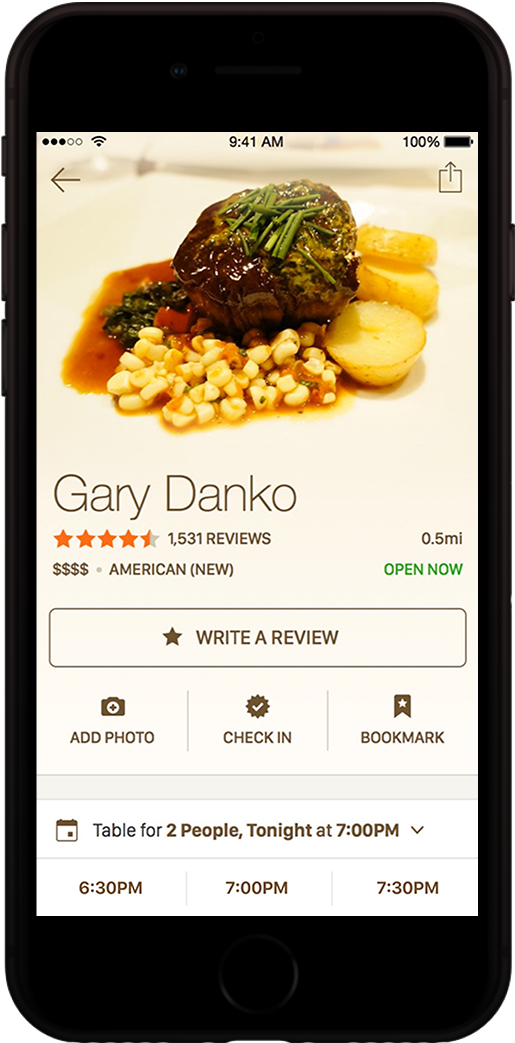 9:41 AM 100%
Gary Danko
1,531 REVIEWS 0.5mi
$$$$ • AMERICAN (NEW) OPEN NOW
WRITE A REVIEW
ADD PHOTO CHECK IN BOOKMARK
Table for 2 People, Tonight at 7:00PM
6:30PM 7:00PM 7:30PM